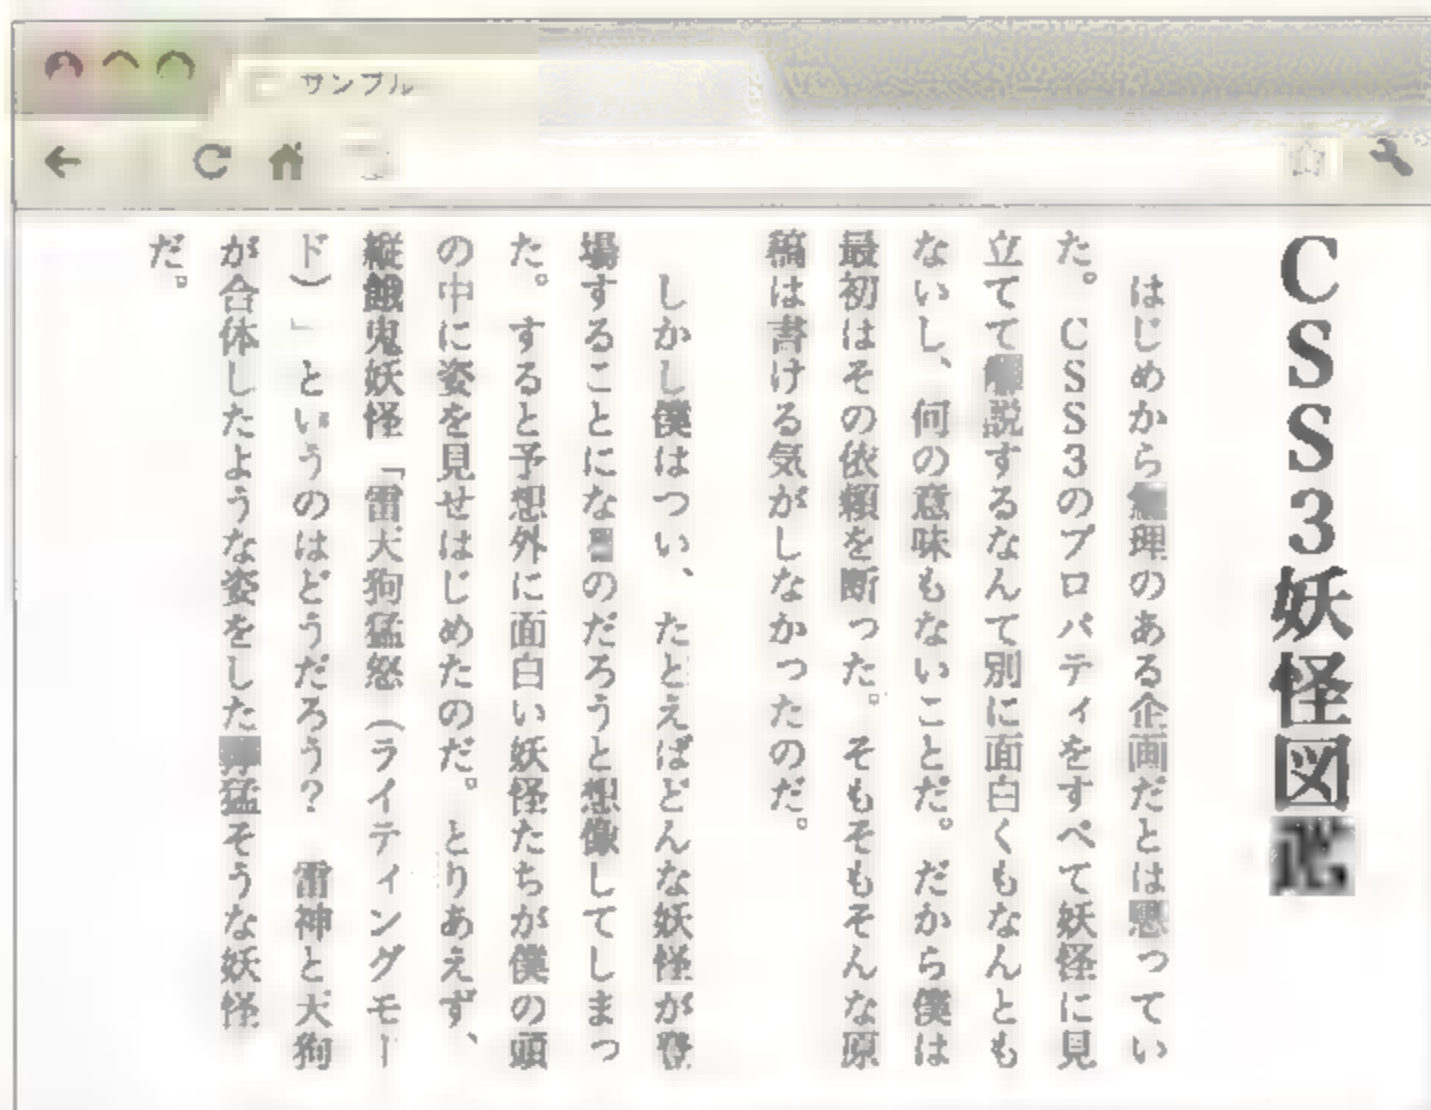 サンプル
CSS3妖怪図
はじめから理のある企画だとは思ってい
た。CSS3のプロパティをすべて妖怪に見
立てて解説するなんて別に面白くもなんとも
ないし、何の意味もないことだ。だから僕は
最初はその依頼を断った。そもそもそんな原
稿は書ける気がしなかったのだ。
しかし僕はつい、たとえばどんな妖怪が登
場することになるのだろうと想像してしまっ
た。すると予想外に面白い妖怪たちが僕の頭
の中に姿を見せはじめたのだ。とりあえず、
縦餓鬼妖怪「雷犬狗猛怒（ライティングモー
ド）」というのはどうだろう？　雷神と天狗
が合体したような姿をした猛そうな妖怪
だ。